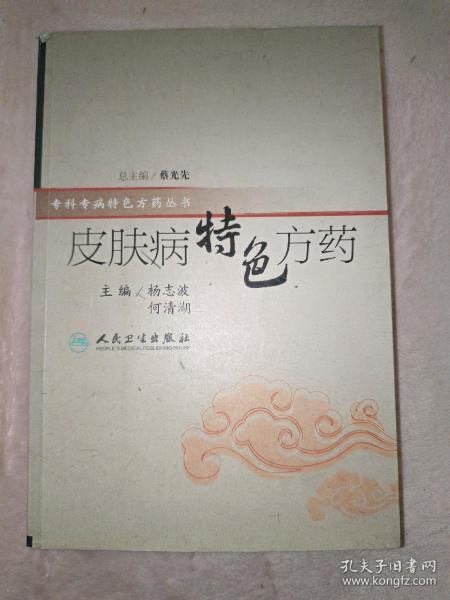 总主编/蔡光先
专科专病特色方药丛书
皮肤病特色方药
主编/杨志波
何清湖
人民卫生出版社
PEOPLE'S MEDICAL PUBLISHING HOUSE
孔夫子旧书网
www.kongfz.com